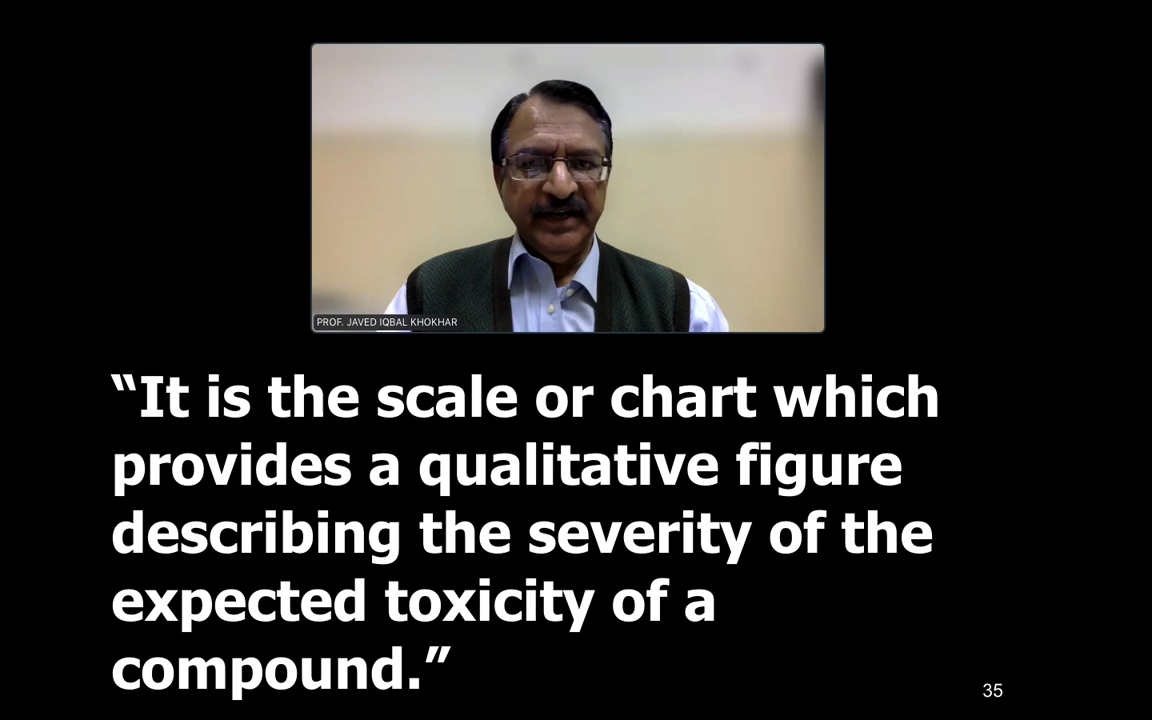 PROF. JAVED IQBAL KHOKHAR
“It is the scale or chart which
provides a qualitative figure
describing the severity of the
expected toxicity of a
compound.”
35